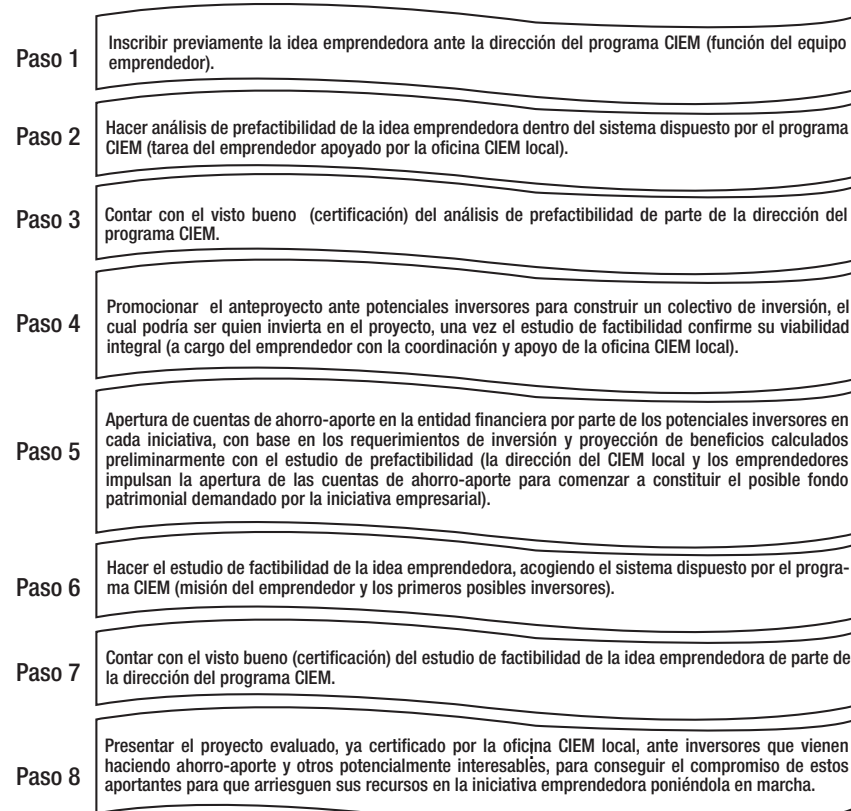 Paso 1
Inscribir previamente la idea emprendedora ante la dirección del programa CIEM (función del equipo
emprendedor).
Paso 2
Hacer análisis de prefactibilidad de la idea emprendedora dentro del sistema dispuesto por el programa
CIEM (tarea del emprendedor apoyado por la oficina CIEM local).
Paso 3
Contar con el visto bueno (certificación) del análisis de prefactibilidad de parte de la dirección del
programa CIEM.
Paso 4
Promocionar el anteproyecto ante potenciales inversores para construir un colectivo de inversión, el
cual podría ser quien invierta en el proyecto, una vez el estudio de factibilidad confirme su viabilidad
integral (a cargo del emprendedor con la coordinación y apoyo de la oficina CIEM local).
Paso 5
Apertura de cuentas de ahorro-aporte en la entidad financiera por parte de los potenciales inversores en
cada iniciativa, con base en los requerimientos de inversión y proyección de beneficios calculados
preliminarmente con el estudio de prefactibilidad (la dirección del CIEM local y los emprendedores
impulsan la apertura de las cuentas de ahorro-aporte para comenzar a constituir el posible fondo
patrimonial demandado por la iniciativa empresarial).
Paso 6
Hacer el estudio de factibilidad de la idea emprendedora, acogiendo el sistema dispuesto por el progra-
ma CIEM (misión del emprendedor y los primeros posibles inversores).
Paso 7
Contar con el visto bueno (certificación) del estudio de factibilidad de la idea emprendedora de parte de
la dirección del programa CIEM.
Paso 8
Presentar el proyecto evaluado, ya certificado por la oficina CIEM local, ante inversores que vienen
haciendo ahorro-aporte y otros potencialmente interesables, para conseguir el compromiso de estos
aportantes para que arriesguen sus recursos en la iniciativa emprendedora poniéndola en marcha.